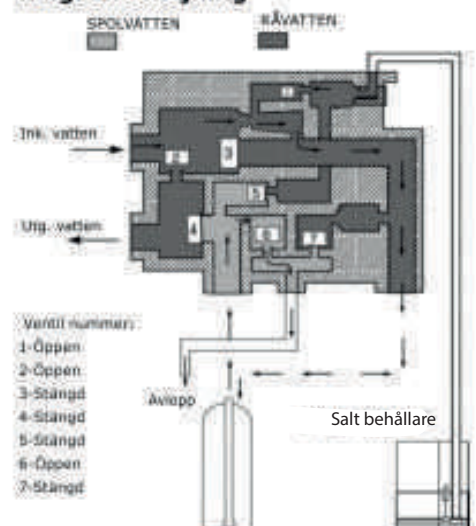 SPOLVATTEN
RÅVATTEN
1
Ink. vatten
2
3
5
Utg. vatten
4
6
7
Ventil nummer:
1-Öppen
2-Öppen
3-Stängd
4-Stängd
5-Stängd
6-Öppen
7-Stängd
Avlopp
Salt behållare